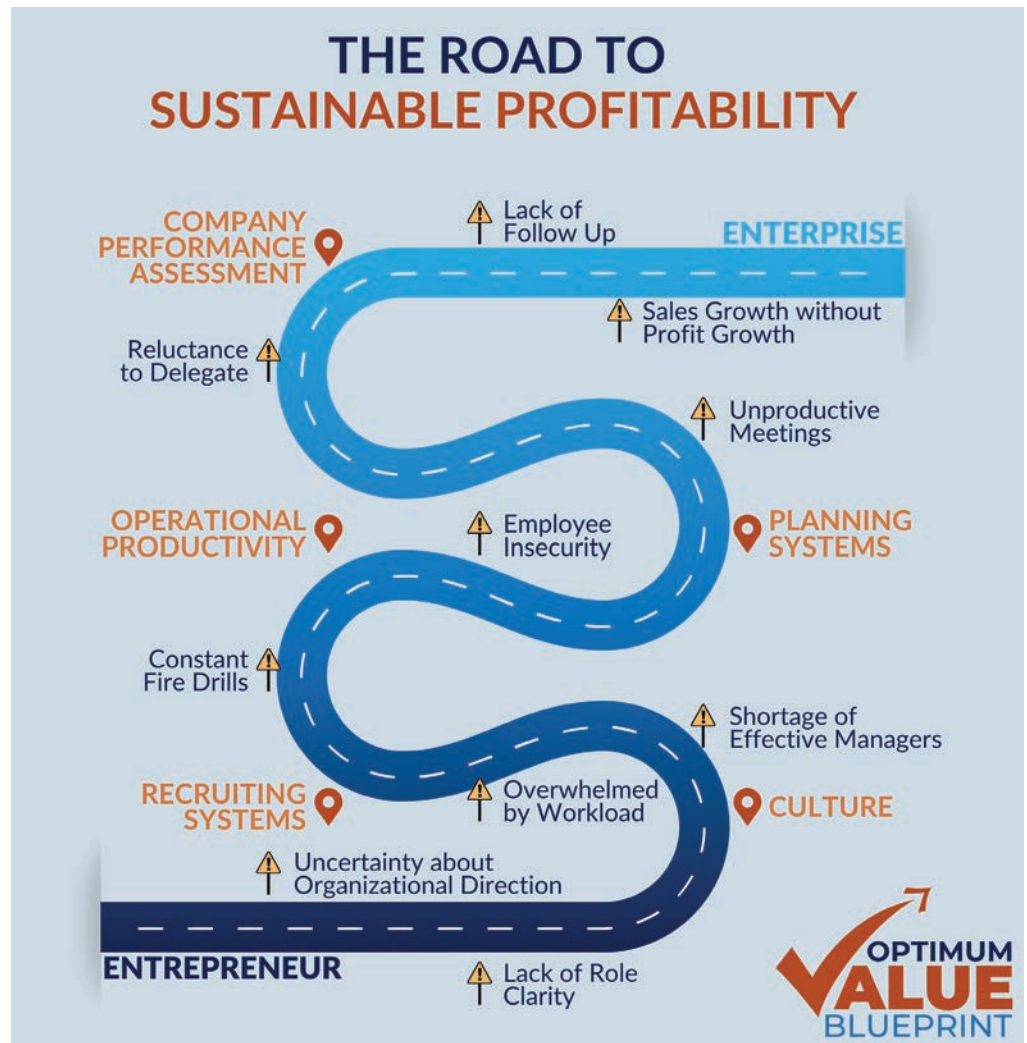 THE ROAD TO
SUSTAINABLE PROFITABILITY
COMPANY
PERFORMANCE
ASSESSMENT
Lack of
Follow Up
ENTERPRISE
Sales Growth without
Profit Growth
Reluctance
to Delegate
Unproductive
Meetings
OPERATIONAL
PRODUCTIVITY
Employee
Insecurity
PLANNING
SYSTEMS
Constant
Fire Drills
Shortage of
Effective Managers
RECRUITING
SYSTEMS
Overwhelmed
by Workload
CULTURE
Uncertainty about
Organizational Direction
ENTREPRENEUR
Lack of Role
Clarity
OPTIMUM
VALUE
BLUEPRINT